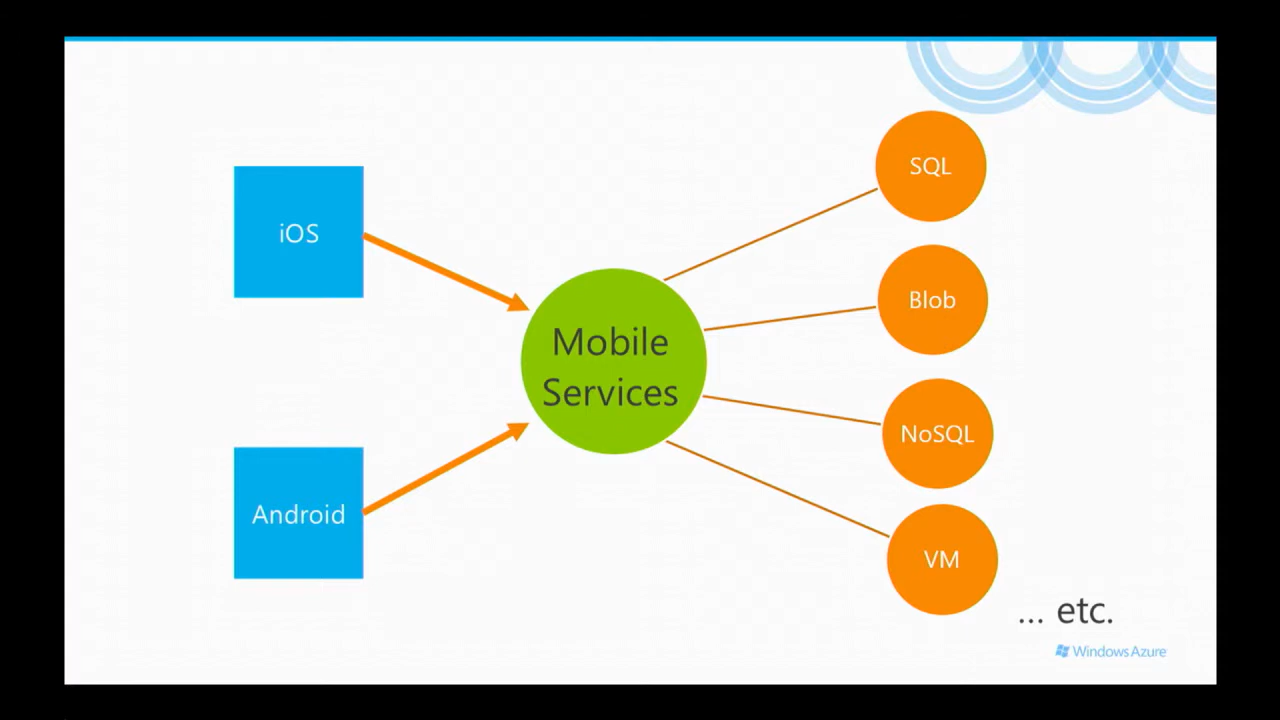 iOS
Android
Mobile
Services
SQL
Blob
NoSQL
VM
... etc.
Windows Azure